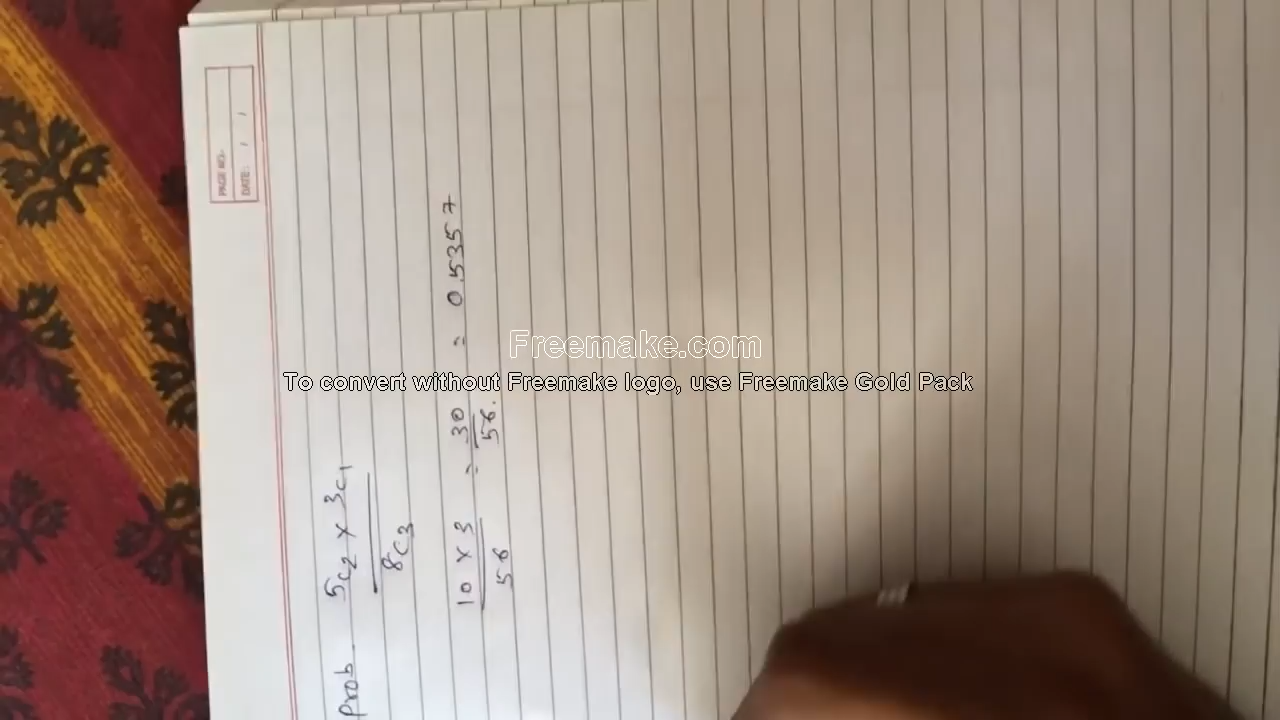 PAGE NO:
DATE: / /
Prob 5C2 x 3C1
8C3
10 x 3 = 30 = 0.5357
56 56.
Freemake.com
To convert without Freemake logo, use Freemake Gold Pack